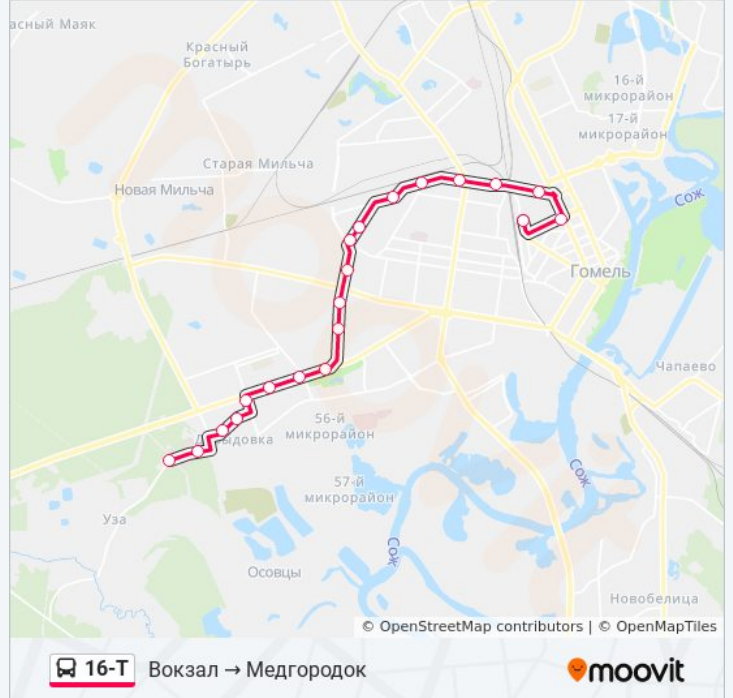 асный Маяк
Красный
Богатырь
16-й
микрорайон
17-й
микрорайон
Старая Мильча
Новая Мильча
Сож
Гомель
Чапаево
56-й
микрорайон
57-й
микрорайон
Сож
Уза
Сож
Осовцы
Новобелица
© OpenStreetMap contributors | © OpenMapTiles
16-Т Вокзал → Медгородок
moovit